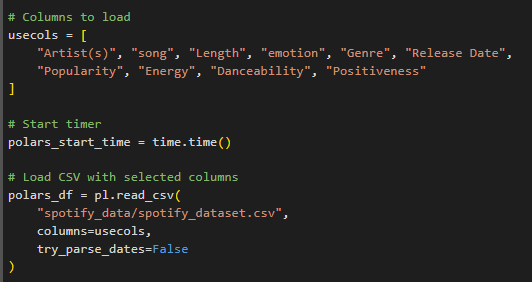 # Columns to load
usecols = [
    "Artist(s)", "song", "Length", "emotion", "Genre", "Release Date",
    "Popularity", "Energy", "Danceability", "Positiveness"
]
# Start timer
polars_start_time = time.time()
# Load CSV with selected columns
polars_df = pl.read_csv(
    "spotify_data/spotify_dataset.csv",
    columns=usecols,
    try_parse_dates=False
)